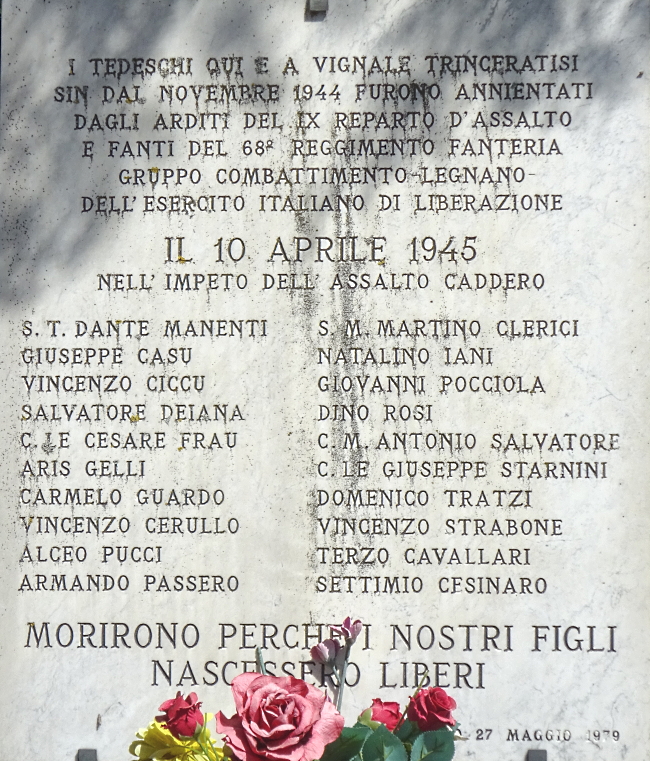 I TEDESCHI QUI E A VIGNALE TRINCERATISI
SIN DAL NOVEMBRE 1944 FURONO ANNIENTATI
DAGLI ARDITI DEL IX REPARTO D'ASSALTO
E FANTI DEL 68º REGGIMENTO FANTERIA
GRUPPO COMBATTIMENTO-LEGNANO-
DELL'ESERCITO ITALIANO DI LIBERAZIONE
IL 10 APRILE 1945
NELL'IMPETO DELL'ASSALTO CADDERO
S. T. DANTE MANENTI
GIUSEPPE CASU
VINCENZO CICCU
SALVATORE DEIANA
C.LE CESARE FRAU
ARIS GELLI
CARMELO GUARDO
VINCENZO CERULLO
ALCEO PUCCI
ARMANDO PASSERO
S. M. MARTINO CLERICI
NATALINO IANI
GIOVANNI POCCIOLA
DINO ROSI
C. M. ANTONIO SALVATORE
C.LE GIUSEPPE STARNINI
DOMENICO TRATZI
VINCENZO STRABONE
TERZO CAVALLARI
SETTIMIO CESINARO
MORIRONO PERCHE' I NOSTRI FIGLI
NASCESSERO LIBERI
27 MAGGIO 1979